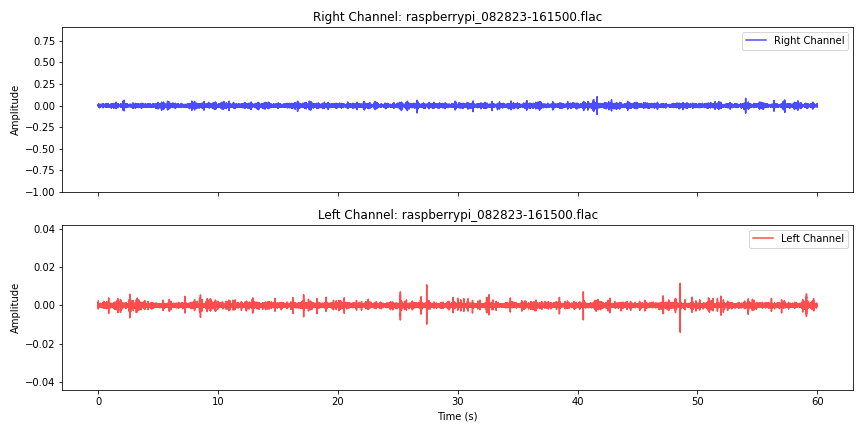 Right Channel: raspberrypi_082823-161500.flac
Right Channel
Amplitude
0.75
0.50
0.25
0.00
−0.25
−0.50
−0.75
−1.00
Left Channel: raspberrypi_082823-161500.flac
Left Channel
Amplitude
0.04
0.02
0.00
−0.02
−0.04
0 10 20 30 40 50 60
Time (s)